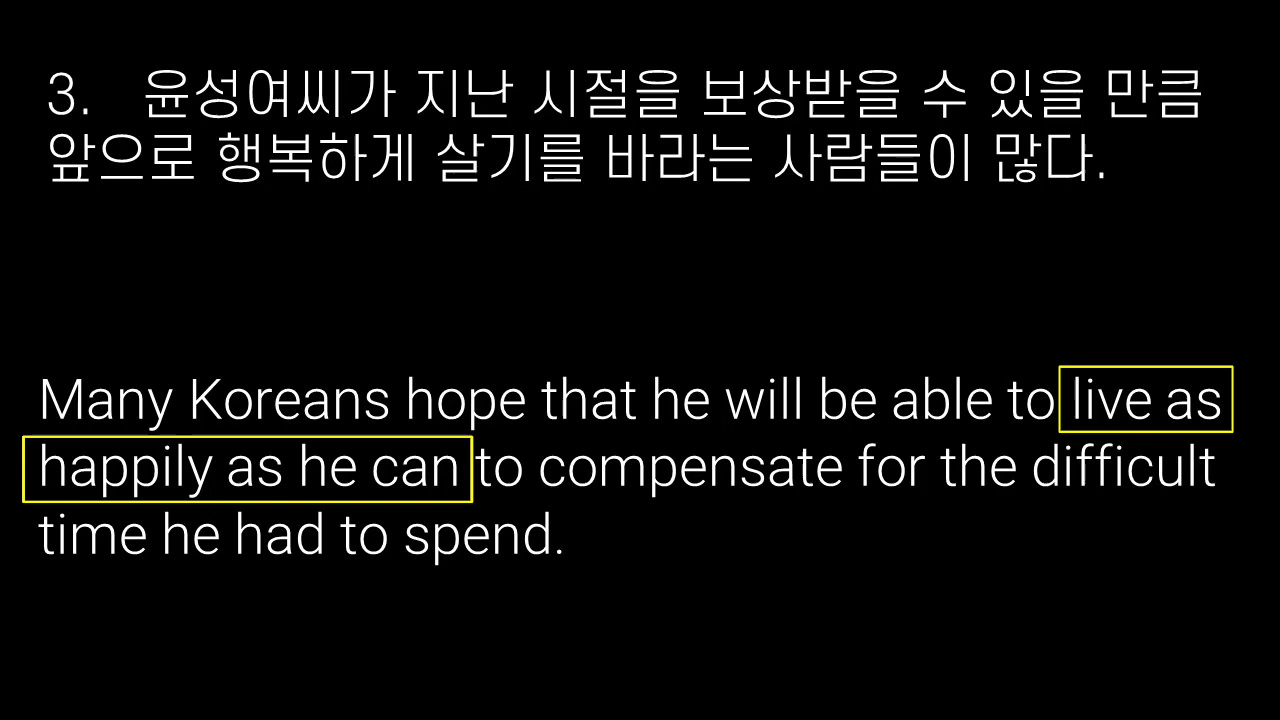 3. 윤성여씨가 지난 시절을 보상받을 수 있을 만큼
앞으로 행복하게 살기를 바라는 사람들이 많다.
Many Koreans hope that he will be able to live as
happily as he can to compensate for the difficult
time he had to spend.